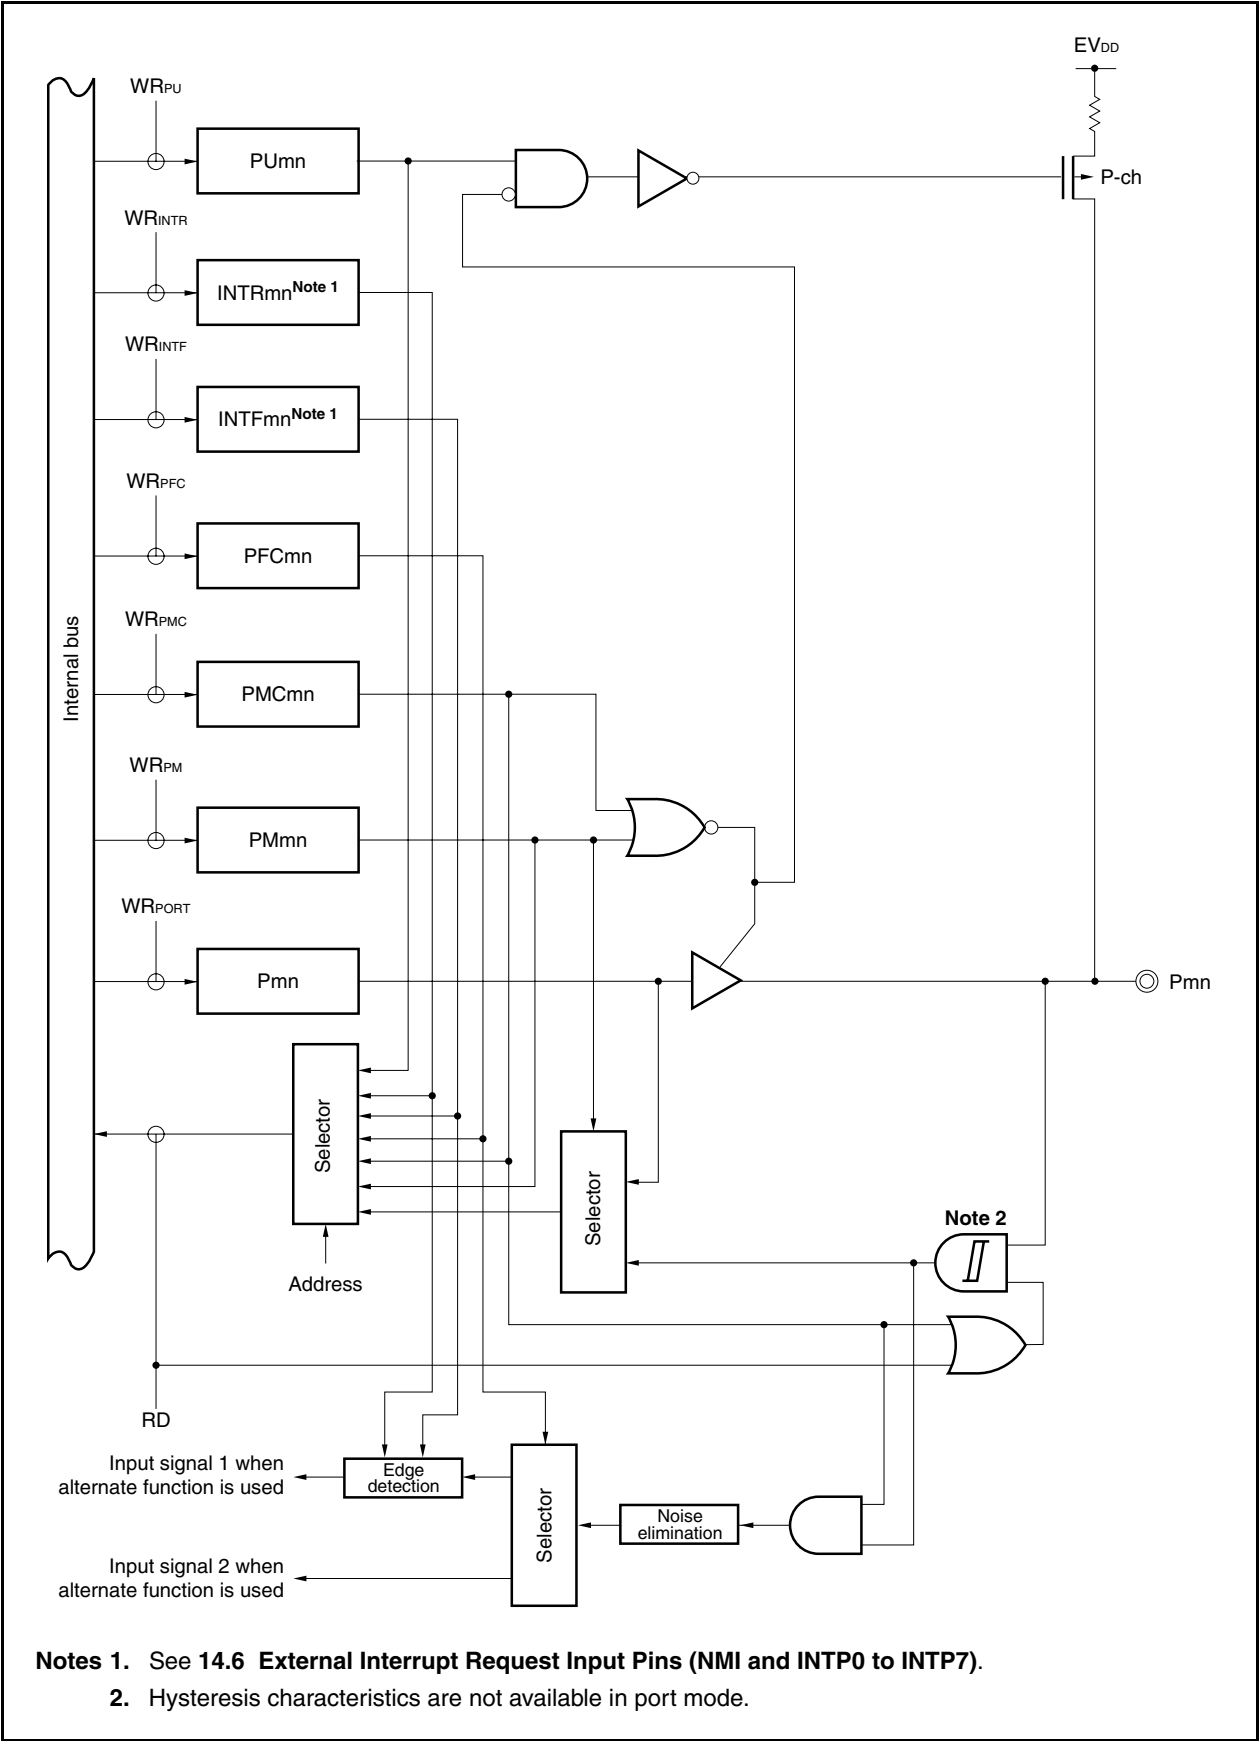 EVDD
WRPU
PUmn
P-ch
WRINTR
INTRmnNote 1
WRINTF
INTFmnNote 1
WRPFC
PFCmn
Internal bus
WRPMC
PMCmn
WRPM
PMmn
WRPORT
Pmn
Pmn
Selector
Selector
Note 2
Address
RD
Input signal 1 when
alternate function is used
Edge
detection
Selector
Noise
elimination
Input signal 2 when
alternate function is used
Notes 1. See 14.6 External Interrupt Request Input Pins (NMI and INTP0 to INTP7).
2. Hysteresis characteristics are not available in port mode.